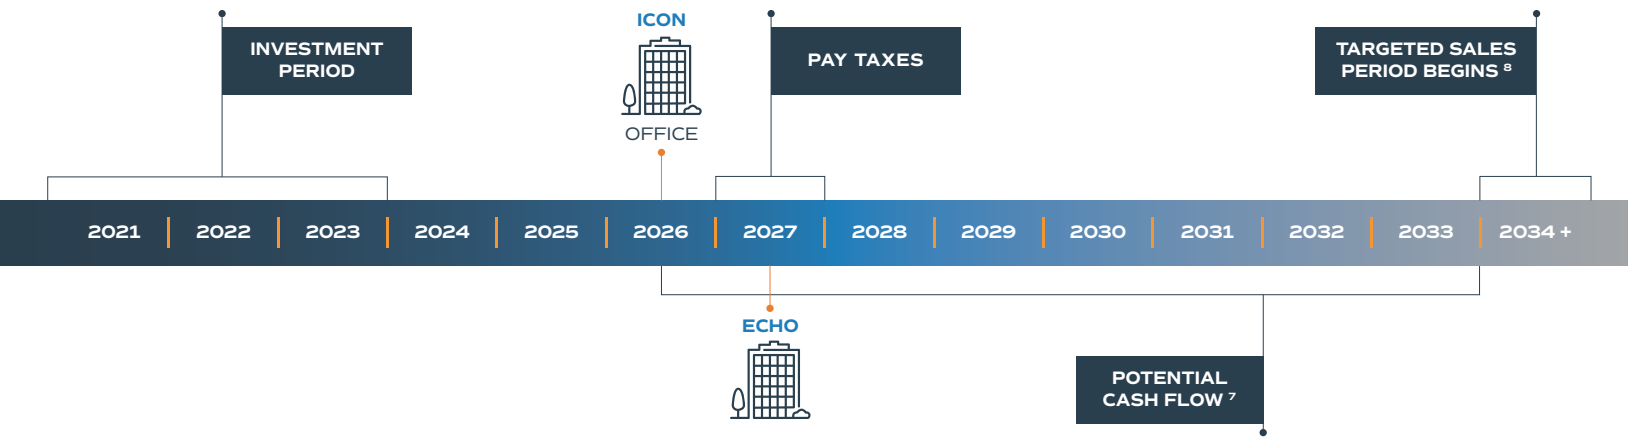 ICON
INVESTMENT
PERIOD
PAY TAXES
TARGETED SALES
PERIOD BEGINS 8
OFFICE
2021 2022 2023 2024 2025 2026 2027 2028 2029 2030 2031 2032 2033 2034 +
ECHO
POTENTIAL
CASH FLOW 7